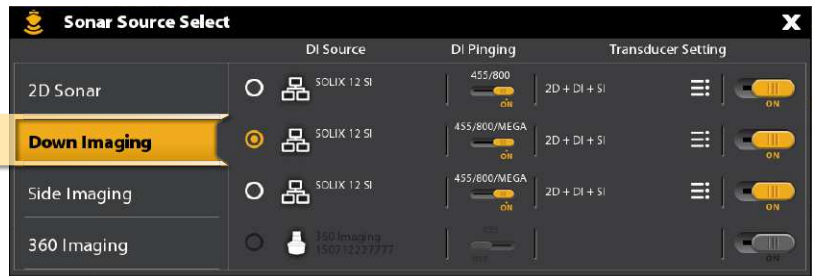 Sonar Source Select X
DI Source DI Pinging Transducer Setting
2D Sonar SOLIX 12 SI 455/800 ON 2D + DI + SI ON
Down Imaging SOLIX 12 SI 455/800/MEGA ON 2D + DI + SI ON
Side Imaging SOLIX 12 SI 455/800/MEGA ON 2D + DI + SI ON
360 Imaging 360 Imaging ON